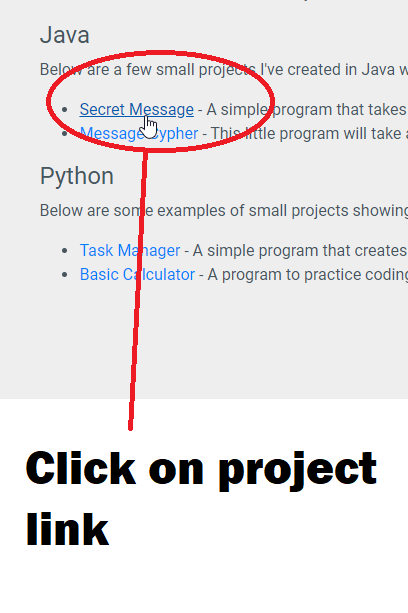 Java
Below are a few small projects I've created in Java w
Secret Message - A simple program that takes
Message Cypher - This little program will take a
Python
Below are some examples of small projects showing
Task Manager - A simple program that creates
Basic Calculator - A program to practice coding
Click on project
link